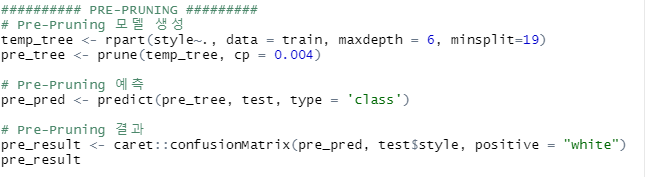 ########## PRE-PRUNING #########
# Pre-Pruning 모델 생성
temp_tree <- rpart(style~., data = train, maxdepth = 6, minsplit=19)
pre_tree <- prune(temp_tree, cp = 0.004)
# Pre-Pruning 예측
pre_pred <- predict(pre_tree, test, type = 'class')
# Pre-Pruning 결과
pre_result <- caret::confusionMatrix(pre_pred, test$style, positive = "white")
pre_result